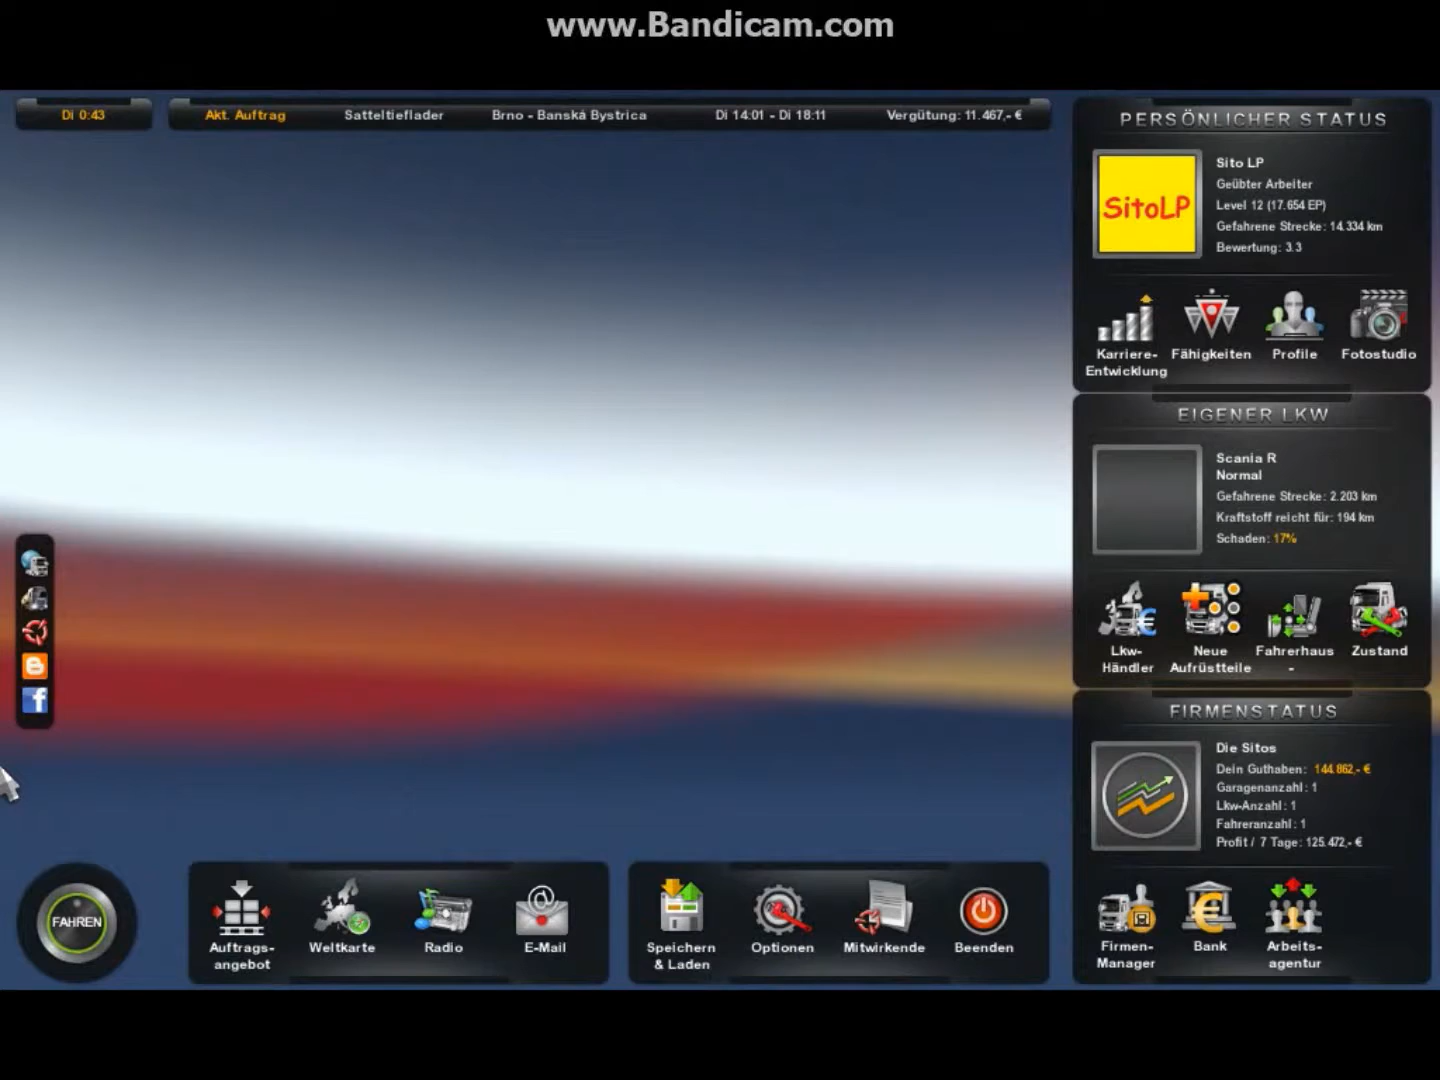 www.Bandicam.com
Di 0:43
Akt. Auftrag Satteltieflader Brno - Banská Bystrica Di 14:01 - Di 18:11 Vergütung: 11.467,- €
PERSÖNLICHER STATUS
SitoLP
Sito LP
Geübter Arbeiter
Level 12 (17.654 EP)
Gefahrene Strecke: 14.334 km
Bewertung: 3.3
Karriere-
Entwicklung
Fähigkeiten
Profile
Fotostudio
EIGENER LKW
Scania R
Normal
Gefahrene Strecke: 2.203 km
Kraftstoff reicht für: 194 km
Schaden: 17%
Lkw-
Händler
Neue
Aufrüstteile
Fahrerhaus
-
Zustand
FIRMENSTATUS
Die Sitos
Dein Guthaben: 144.862,- €
Garagenanzahl: 1
Lkw-Anzahl: 1
Fahreranzahl: 1
Profit / 7 Tage: 125.472,- €
Firmen-
Manager
Bank
Arbeits-
agentur
FAHREN
Auftrags-
angebot
Weltkarte
Radio
E-Mail
Speichern
& Laden
Optionen
Mitwirkende
Beenden